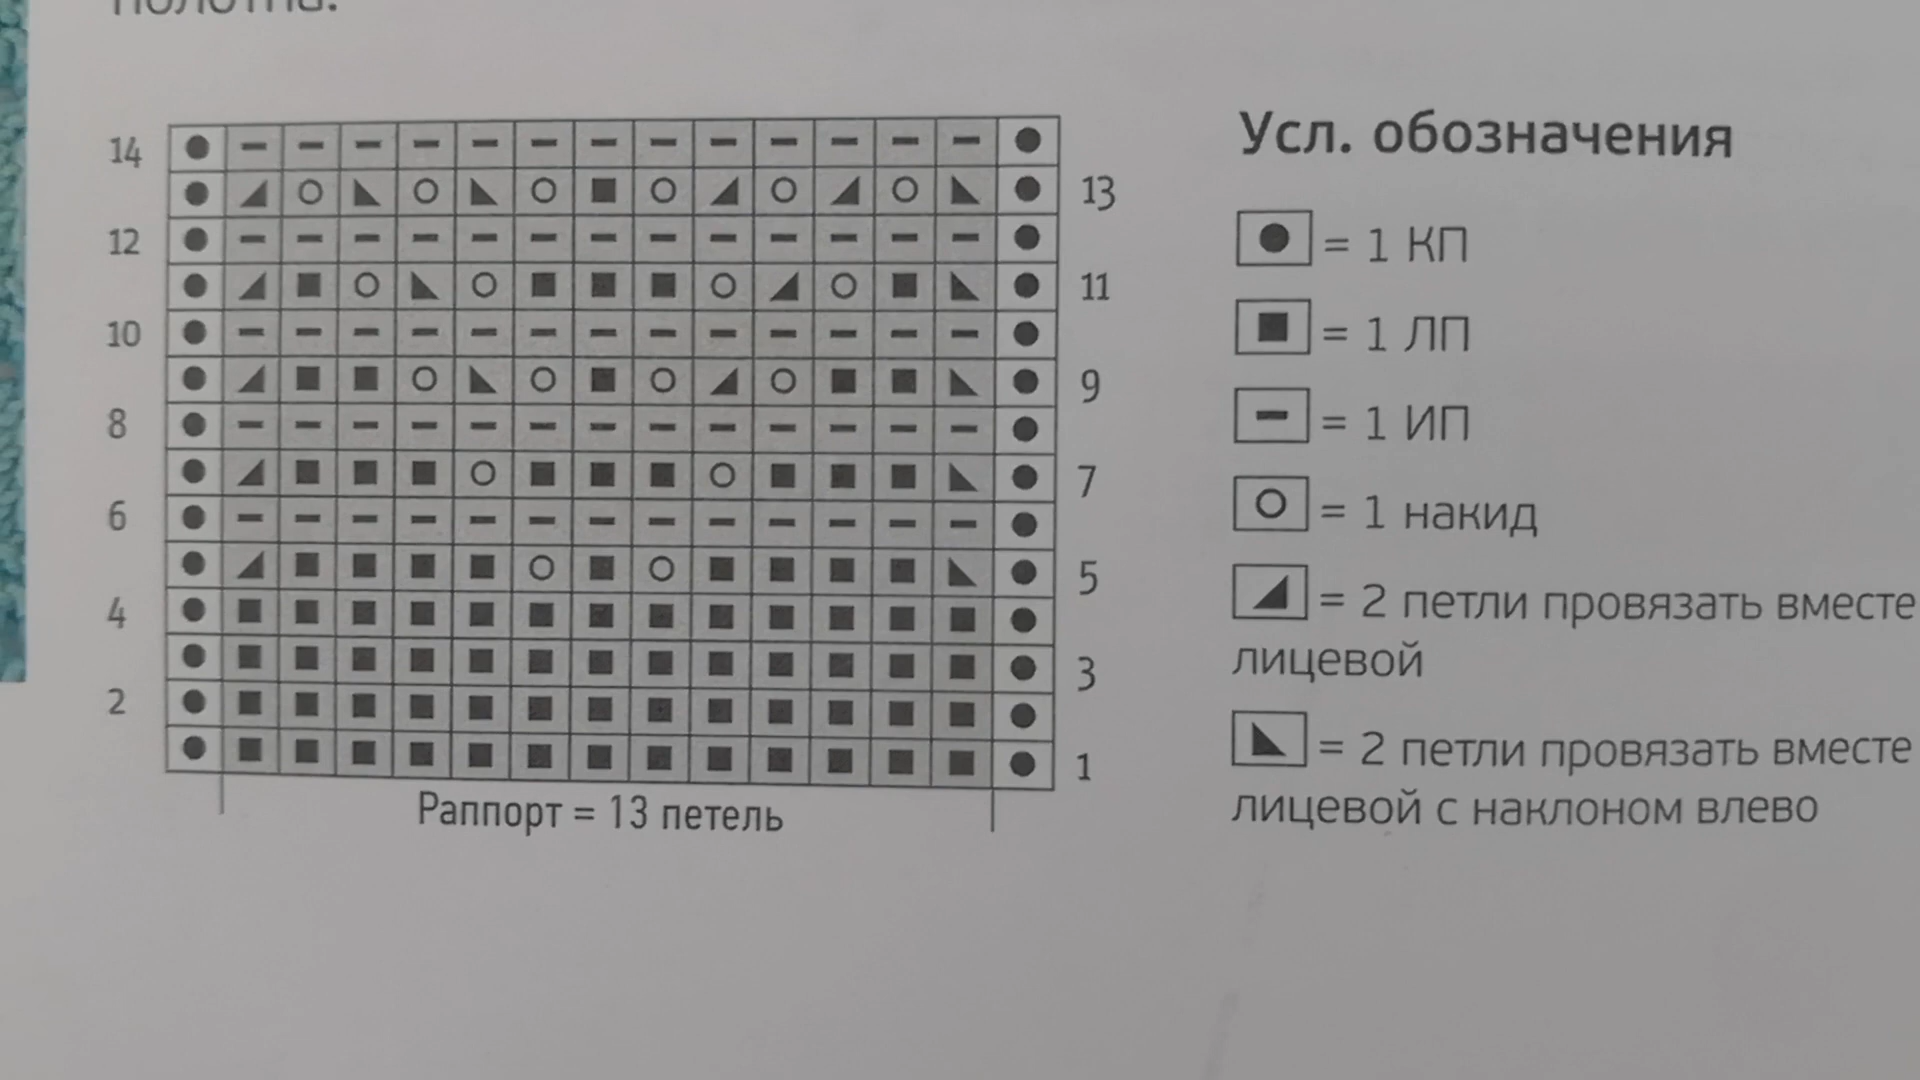 полотна.
14
13
12
11
10
9
8
7
6
5
4
3
2
1
Раппорт = 13 петель
Усл. обозначения
= 1 КП
= 1 ЛП
= 1 ИП
= 1 накид
= 2 петли провязать вместе
лицевой
= 2 петли провязать вместе
лицевой с наклоном влево